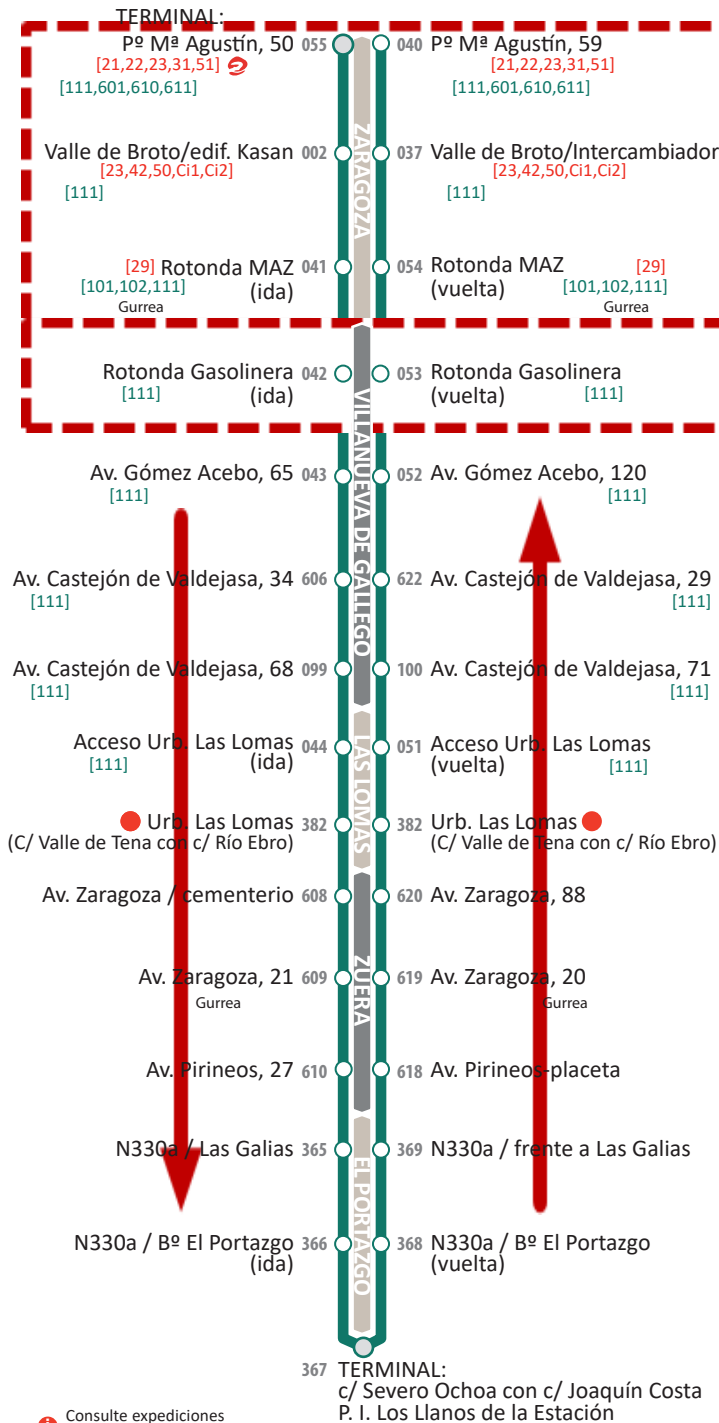 TERMINAL:
Pº Mª Agustín, 50 055
[21,22,23,31,51]
[111,601,610,611]
040 Pº Mª Agustín, 59
[21,22,23,31,51]
[111,601,610,611]
ZARAGOZA
Valle de Broto/edif. Kasan 002
[23,42,50,Ci1,Ci2]
[111]
037 Valle de Broto/Intercambiador
[23,42,50,Ci1,Ci2]
[111]
[29] Rotonda MAZ 041
[101,102,111] (ida)
Gurrea
054 Rotonda MAZ [29]
(vuelta) [101,102,111]
Gurrea
VILLANUEVA DE GALLEGO
Rotonda Gasolinera 042
[111] (ida)
053 Rotonda Gasolinera
(vuelta) [111]
Av. Gómez Acebo, 65 043
[111]
052 Av. Gómez Acebo, 120
[111]
Av. Castejón de Valdejasa, 34 606
[111]
622 Av. Castejón de Valdejasa, 29
[111]
Av. Castejón de Valdejasa, 68 099
[111]
100 Av. Castejón de Valdejasa, 71
[111]
LAS LOMAS
Acceso Urb. Las Lomas 044
[111] (ida)
051 Acceso Urb. Las Lomas
(vuelta) [111]
Urb. Las Lomas 382
(C/ Valle de Tena con c/ Río Ebro)
382 Urb. Las Lomas
(C/ Valle de Tena con c/ Río Ebro)
ZUERA
Av. Zaragoza / cementerio 608
620 Av. Zaragoza, 88
Av. Zaragoza, 21 609
Gurrea
619 Av. Zaragoza, 20
Gurrea
Av. Pirineos, 27 610
618 Av. Pirineos-placeta
EL PORTAZGO
N330a / Las Galias 365
369 N330a / frente a Las Galias
N330a / Bº El Portazgo 366
(ida)
368 N330a / Bº El Portazgo
(vuelta)
367 TERMINAL:
c/ Severo Ochoa con c/ Joaquín Costa
P. I. Los Llanos de la Estación
Consulte expediciones